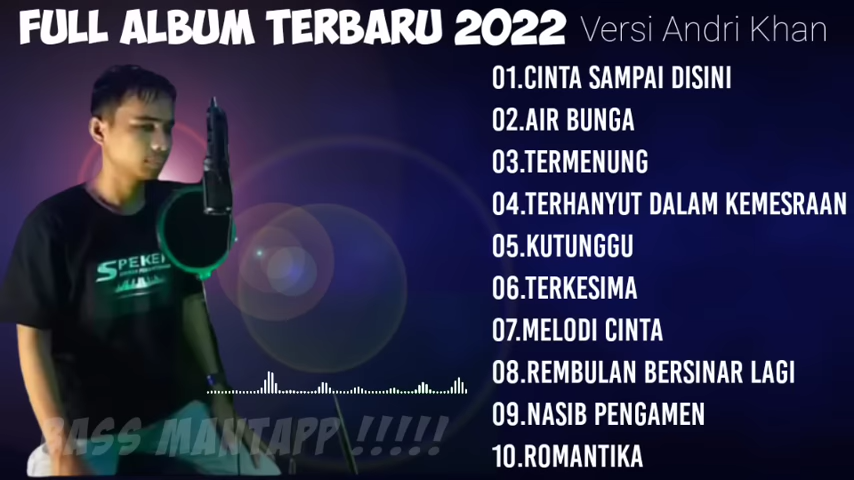 FULL ALBUM TERBARU 2022 Versi Andri Khan
01.CINTA SAMPAI DISINI
02.AIR BUNGA
03.TERMENUNG
04.TERHANYUT DALAM KEMESRAAN
05.KUTUNGGU
06.TERKESIMA
07.MELODI CINTA
08.REMBULAN BERSINAR LAGI
09.NASIB PENGAMEN
10.ROMANTIKA
BASS MANTAPP !!!!!